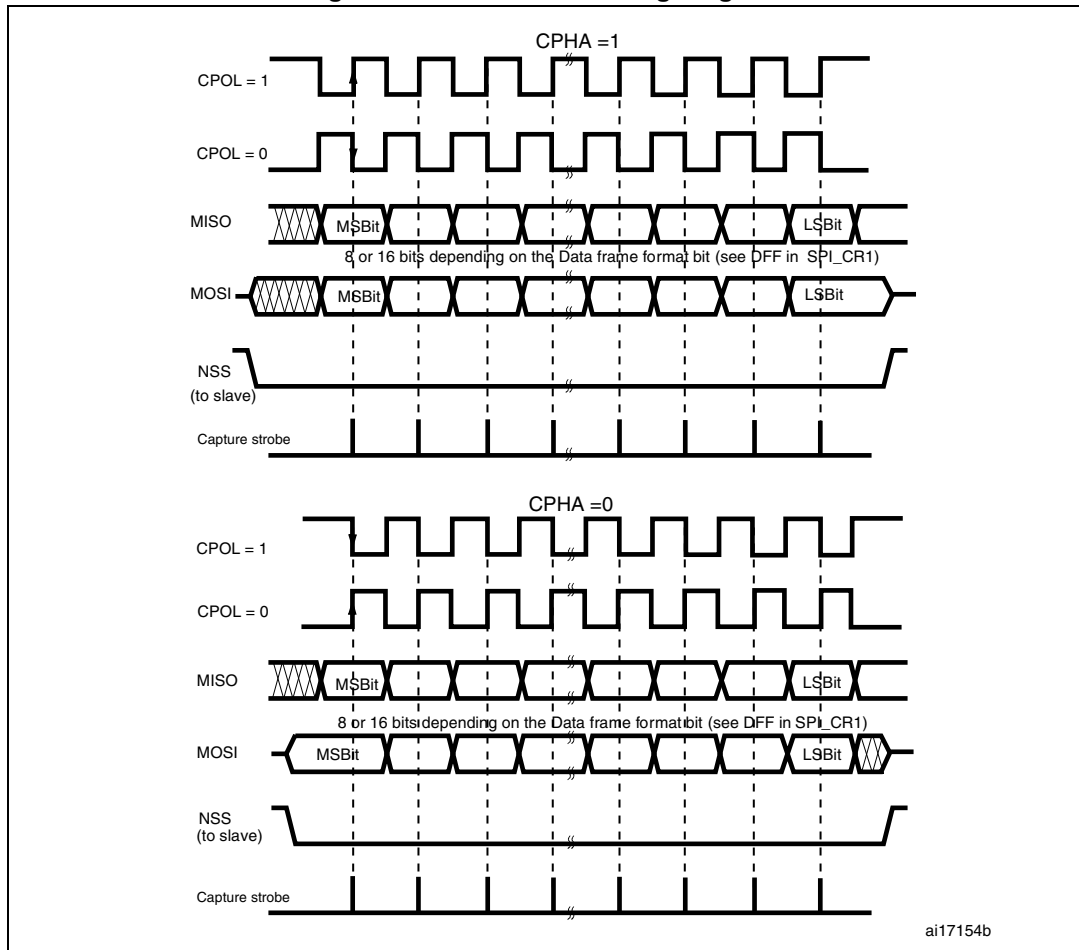 CPHA =1
CPOL = 1
CPOL = 0
MISO
MSBit
LSBit
8 or 16 bits depending on the Data frame format bit (see DFF in SPI_CR1)
MOSI
MSBit
LSBit
NSS
(to slave)
Capture strobe
CPHA =0
CPOL = 1
CPOL = 0
MISO
MSBit
LSBit
8 or 16 bits depending on the Data frame format bit (see DFF in SPI_CR1)
MOSI
MSBit
LSBit
NSS
(to slave)
Capture strobe
ai17154b